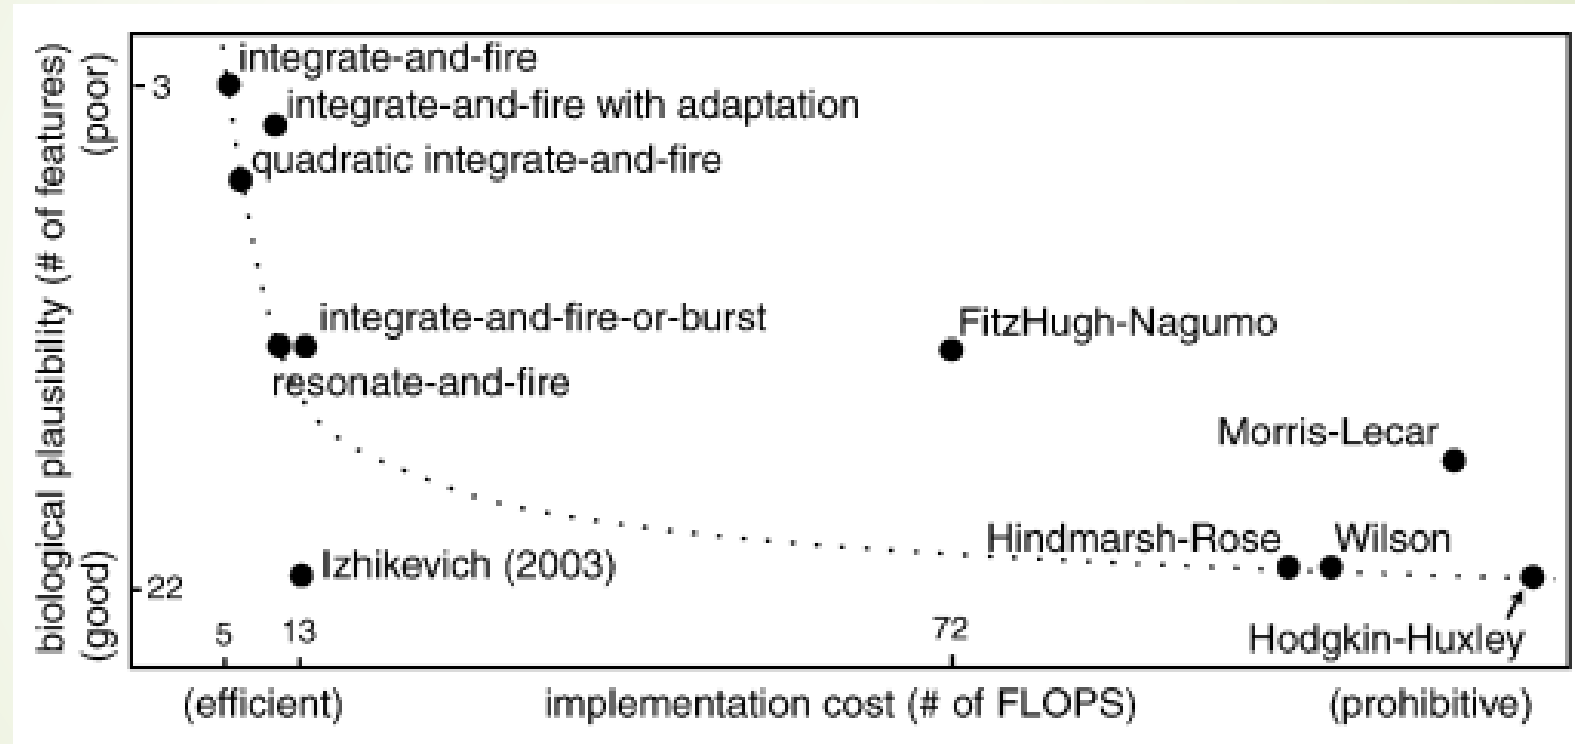 biological plausibility (# of features)
(poor)
(good)
3
22
integrate-and-fire
integrate-and-fire with adaptation
quadratic integrate-and-fire
integrate-and-fire-or-burst
resonate-and-fire
FitzHugh-Nagumo
Morris-Lecar
Hindmarsh-Rose
Wilson
Izhikevich (2003)
Hodgkin-Huxley
5
13
72
(efficient)
implementation cost (# of FLOPS)
(prohibitive)